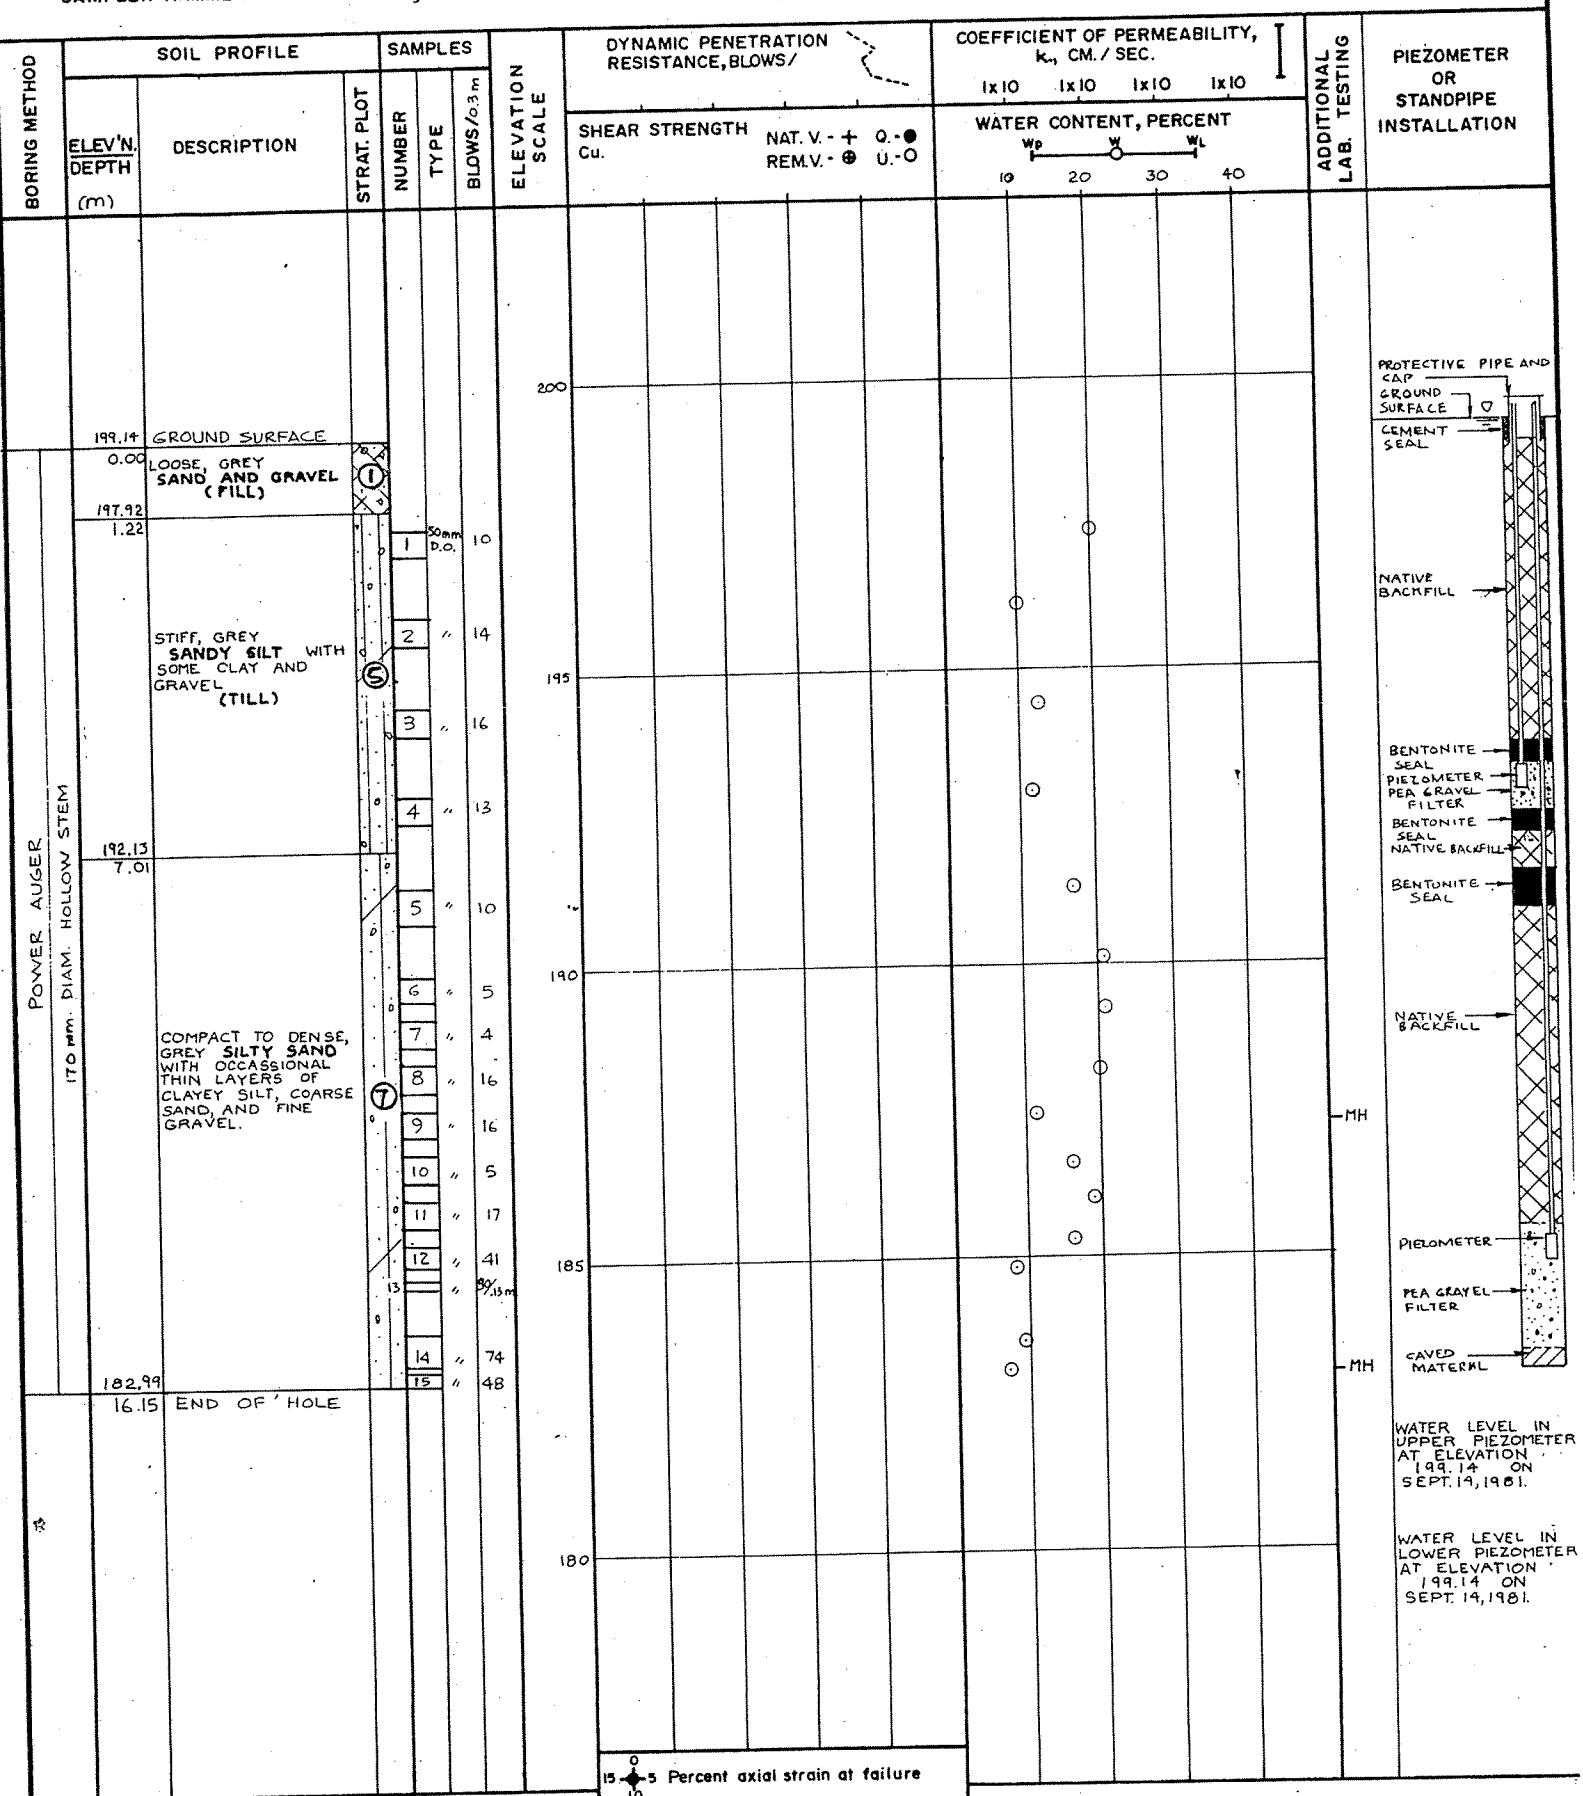 BORING METHOD
SOIL PROFILE
ELEV'N.
DEPTH
(m)
DESCRIPTION
STRAT. PLOT
SAMPLES
NUMBER
TYPE
BLOWS/0.3m
ELEVATION
SCALE
DYNAMIC PENETRATION
RESISTANCE, BLOWS/
SHEAR STRENGTH
Cu.
NAT. V. - + Q. - ●
REM.V. - ⊕ U. - O
COEFFICIENT OF PERMEABILITY,
k., CM. / SEC.
1x10 1x10 1x10 1x10
WATER CONTENT, PERCENT
Wp W WL
10 20 30 40
ADDITIONAL
LAB. TESTING
PIEZOMETER
OR
STANDPIPE
INSTALLATION
POWER AUGER
170 mm. DIAM. HOLLOW STEM
199.14 GROUND SURFACE
0.00
LOOSE, GREY
SAND AND GRAVEL
(FILL)
1
197.92
1.22
STIFF, GREY
SANDY SILT WITH
SOME CLAY AND
GRAVEL
(TILL)
5
192.13
7.01
COMPACT TO DENSE,
GREY SILTY SAND
WITH OCCASSIONAL
THIN LAYERS OF
CLAYEY SILT, COARSE
SAND, AND FINE
GRAVEL.
7
182.99
16.15 END OF HOLE
1 50mm D.O. 10
2 " 14
3 " 16
4 " 13
5 " 10
6 " 5
7 " 4
8 " 16
9 " 16
10 " 5
11 " 17
12 " 41
13 " /.15m
14 " 74
15 " 48
200
195
190
185
180
MH
MH
PROTECTIVE PIPE AND
CAP
GROUND
SURFACE
CEMENT
SEAL
NATIVE
BACKFILL
BENTONITE
SEAL
PIEZOMETER
PEA GRAVEL
FILTER
BENTONITE
SEAL
NATIVE BACKFILL
BENTONITE
SEAL
NATIVE
BACKFILL
PIEZOMETER
PEA GRAVEL
FILTER
CAVED
MATERIAL
WATER LEVEL IN
UPPER PIEZOMETER
AT ELEVATION
199.14 ON
SEPT. 14, 1981.
WATER LEVEL IN
LOWER PIEZOMETER
AT ELEVATION
199.14 ON
SEPT. 14, 1981.
0
15 5 Percent axial strain at failure
10